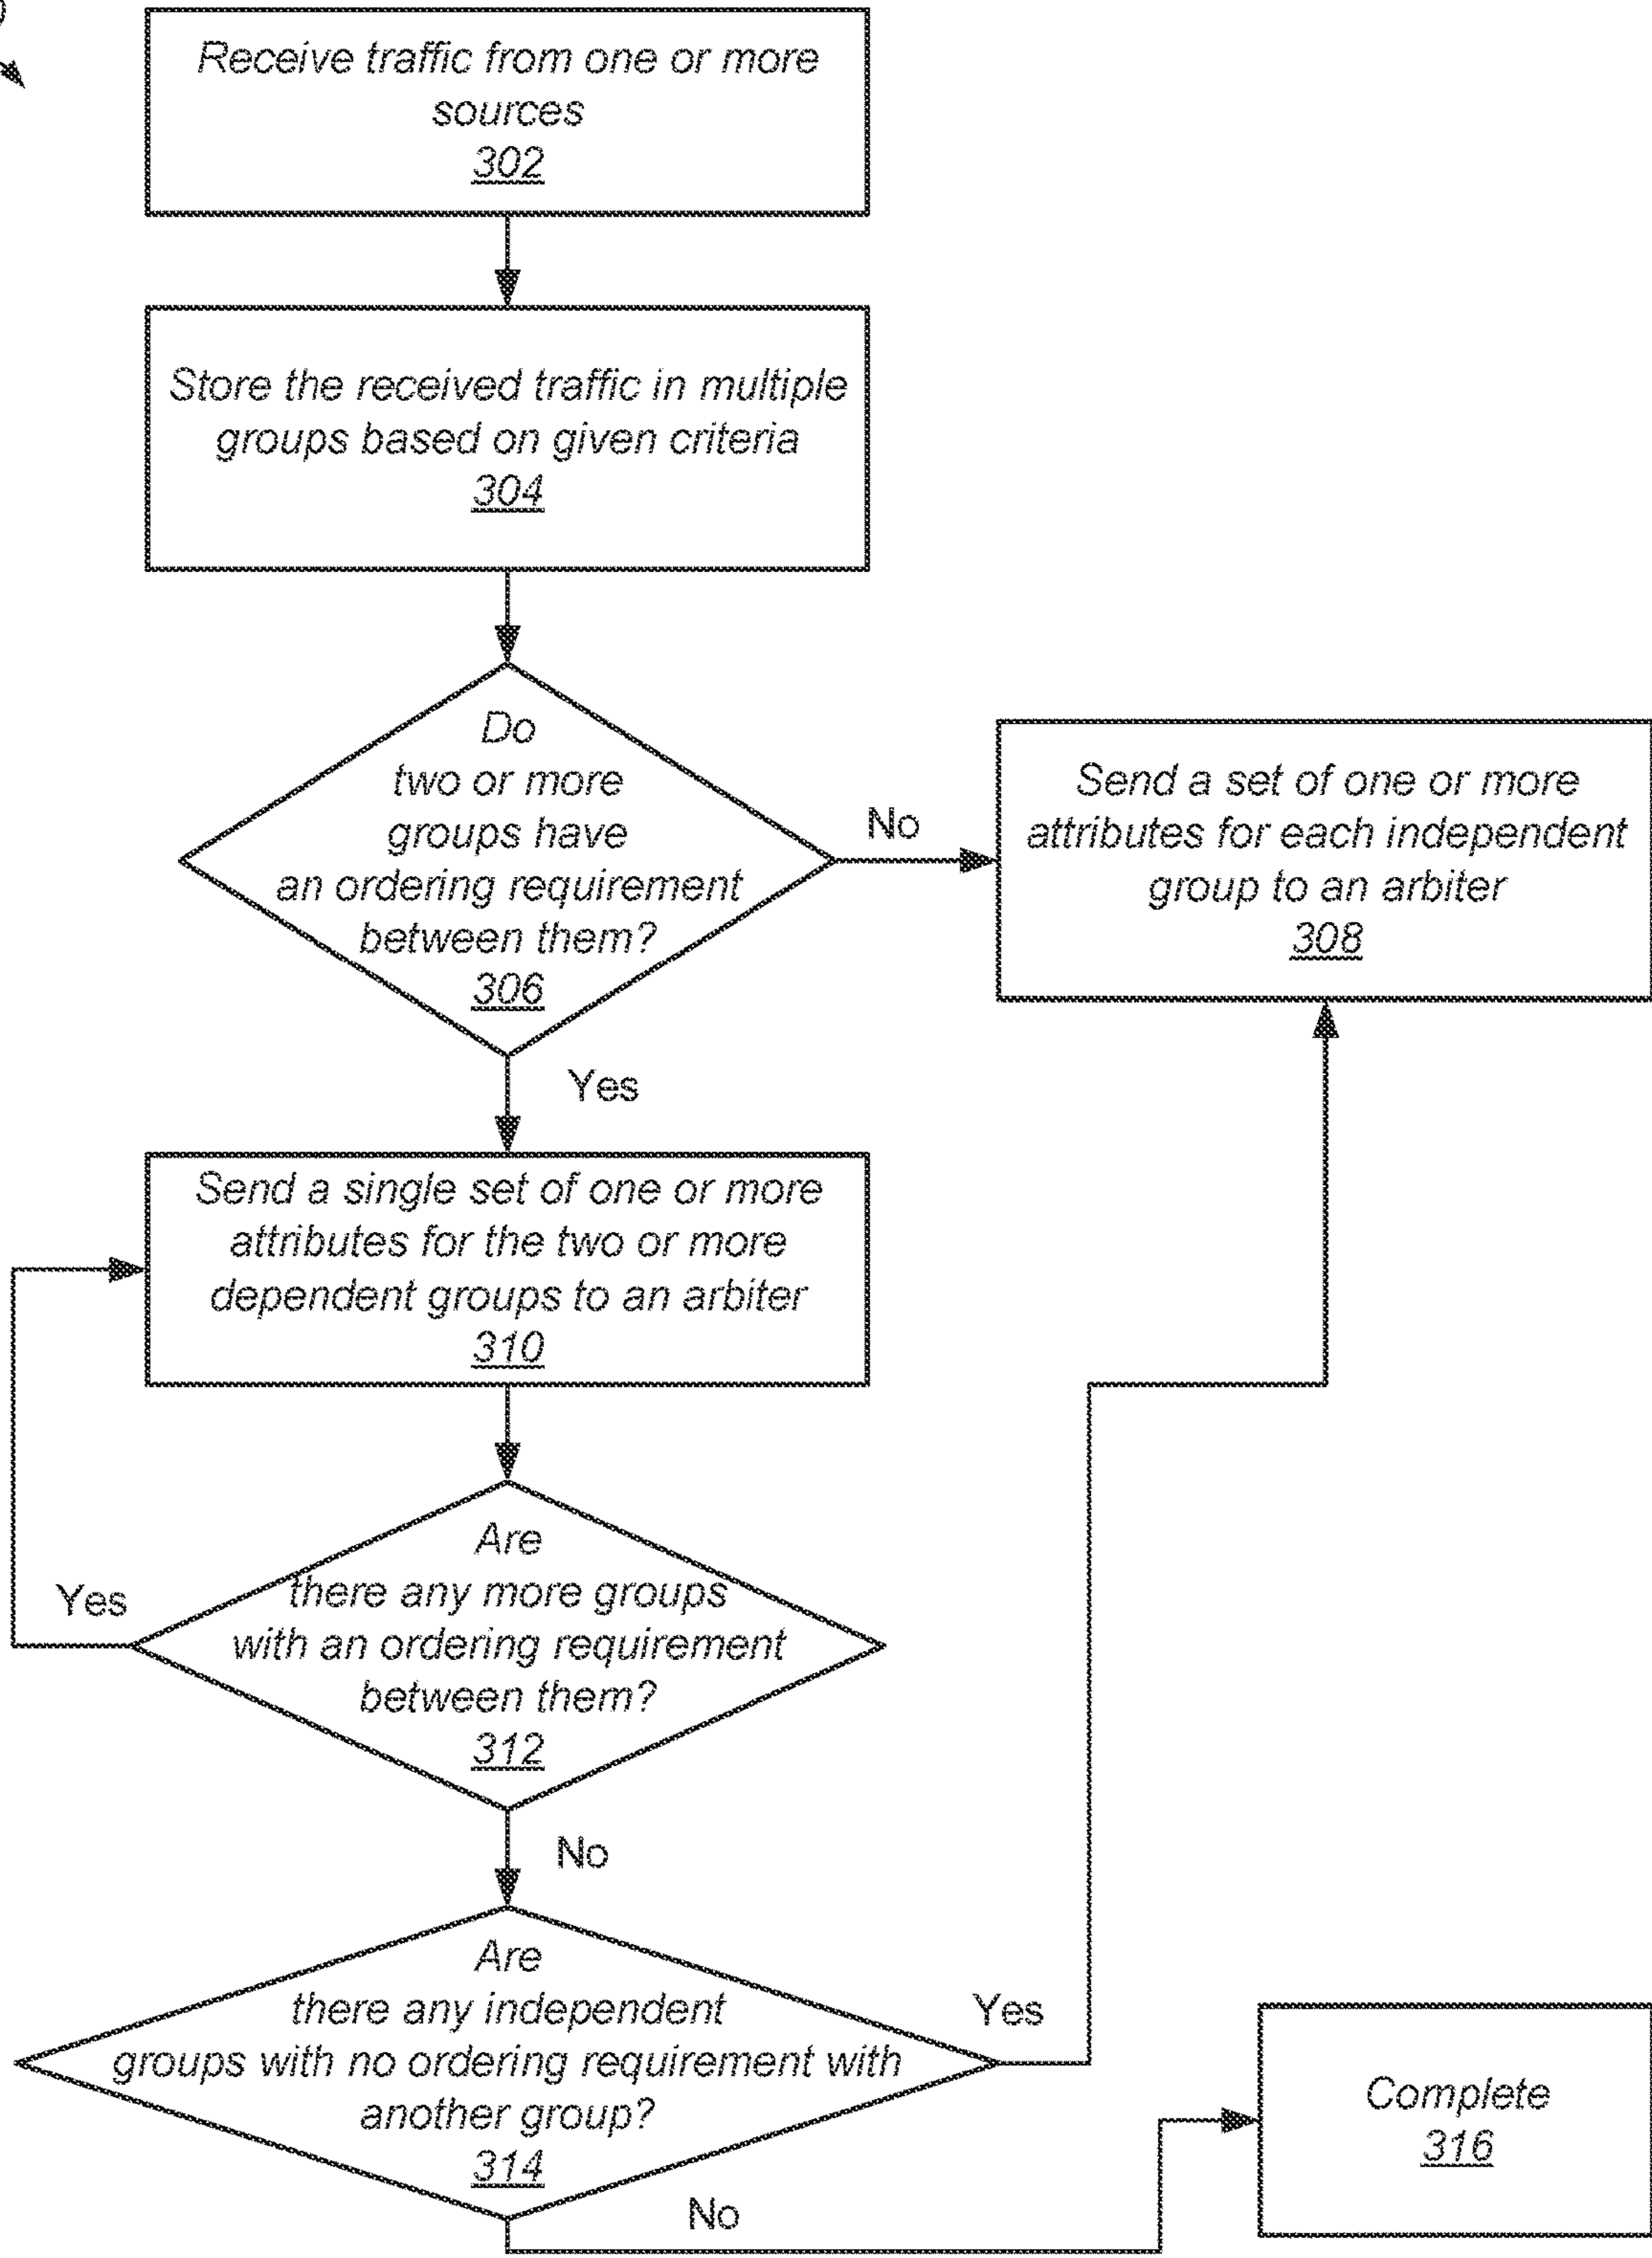 Receive traffic from one or more
sources
302
Store the received traffic in multiple
groups based on given criteria
304
Do
two or more
groups have
an ordering requirement
between them?
306
No
Send a set of one or more
attributes for each independent
group to an arbiter
308
Yes
Send a single set of one or more
attributes for the two or more
dependent groups to an arbiter
310
Are
there any more groups
with an ordering requirement
between them?
312
Yes
No
Are
there any independent
groups with no ordering requirement with
another group?
314
Yes
No
Complete
316